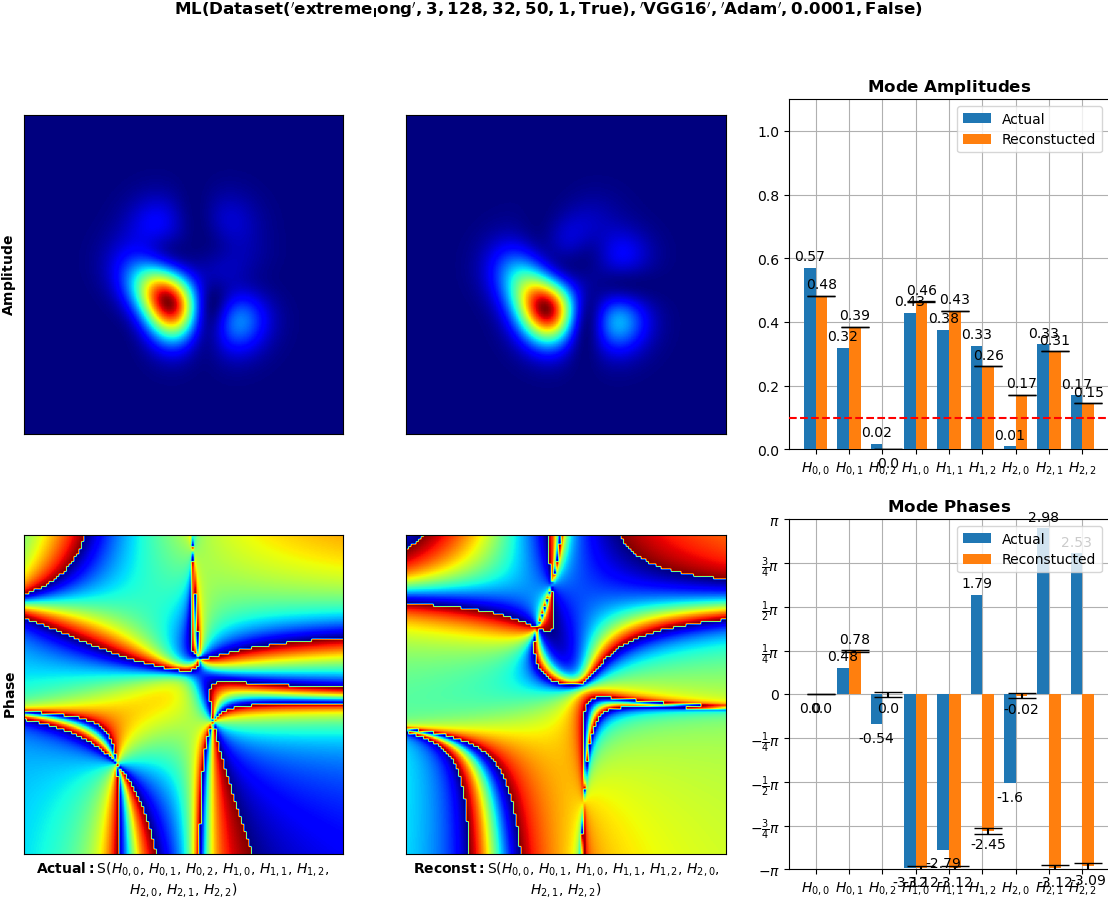 ML(Dataset('extreme_long', 3, 128, 32, 50, 1, True), 'VGG16', 'Adam', 0.0001, False)
Amplitude
Mode Amplitudes
Actual
Reconstucted
1.0
0.8
0.6
0.4
0.2
0.0
0.57
0.48
0.32
0.39
0.02
0.0
0.43
0.46
0.38
0.43
0.33
0.26
0.01
0.17
0.33
0.31
0.17
0.15
H0,0 H0,1 H0,2 H1,0 H1,1 H1,2 H2,0 H2,1 H2,2
Phase
Actual: S(H0,0, H0,1, H0,2, H1,0, H1,1, H1,2,
H2,0, H2,1, H2,2)
Reconst: S(H0,0, H0,1, H1,0, H1,1, H1,2, H2,0,
H2,1, H2,2)
Mode Phases
Actual
Reconstucted
π
3/4π
1/2π
1/4π
0
−1/4π
−1/2π
−3/4π
−π
0.0
0.0
0.48
0.78
-0.54
0.0
-3.12
-2.79
-3.12
1.79
-2.45
-1.6
-0.02
2.98
-3.12
2.53
-3.09
H0,0 H0,1 H0,2 H1,0 H1,1 H1,2 H2,0 H2,1 H2,2